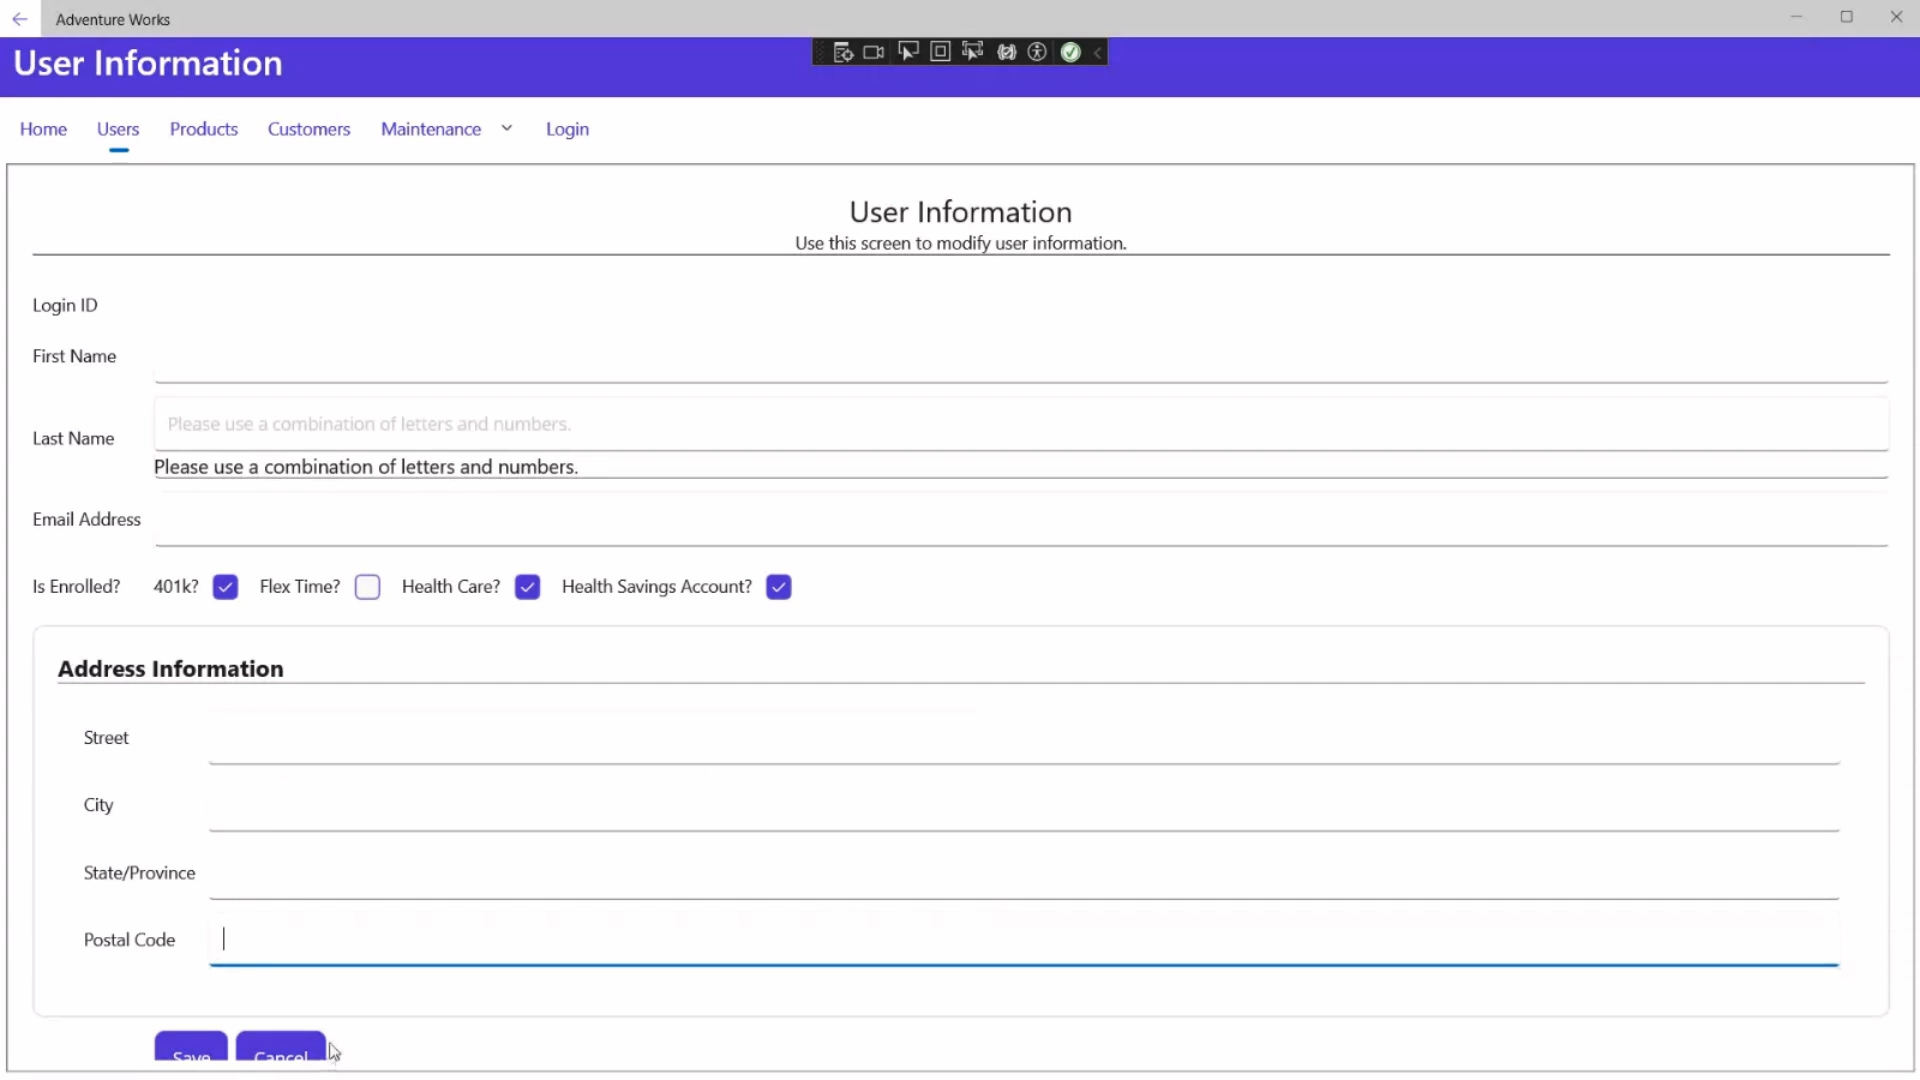 Adventure Works
User Information
Home Users Products Customers Maintenance Login
User Information
Use this screen to modify user information.
Login ID
First Name
Please use a combination of letters and numbers.
Last Name
Please use a combination of letters and numbers.
Email Address
Is Enrolled? 401k? Flex Time? Health Care? Health Savings Account?
Address Information
Street
City
State/Province
Postal Code
Save Cancel